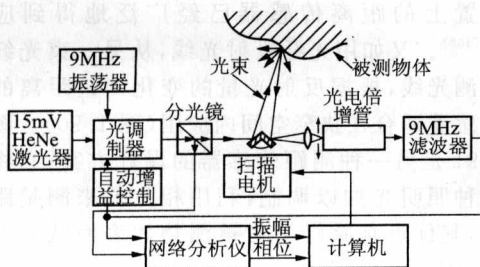 9MHz
振荡器
光束
被测物体
15mV
HeNe
激光器
光调
制器
分光镜
光电倍
增管
9MHz
滤波器
扫描
电机
自动增
益控制
网络分析仪
振幅
相位
计算机